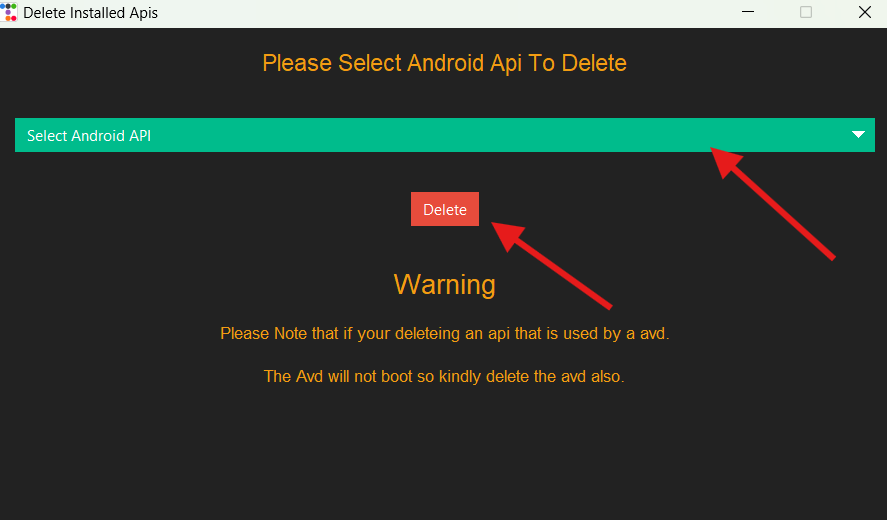 Delete Installed Apis
Please Select Android Api To Delete
Select Android API
Delete
Warning
Please Note that if your deleteing an api that is used by a avd.
The Avd will not boot so kindly delete the avd also.